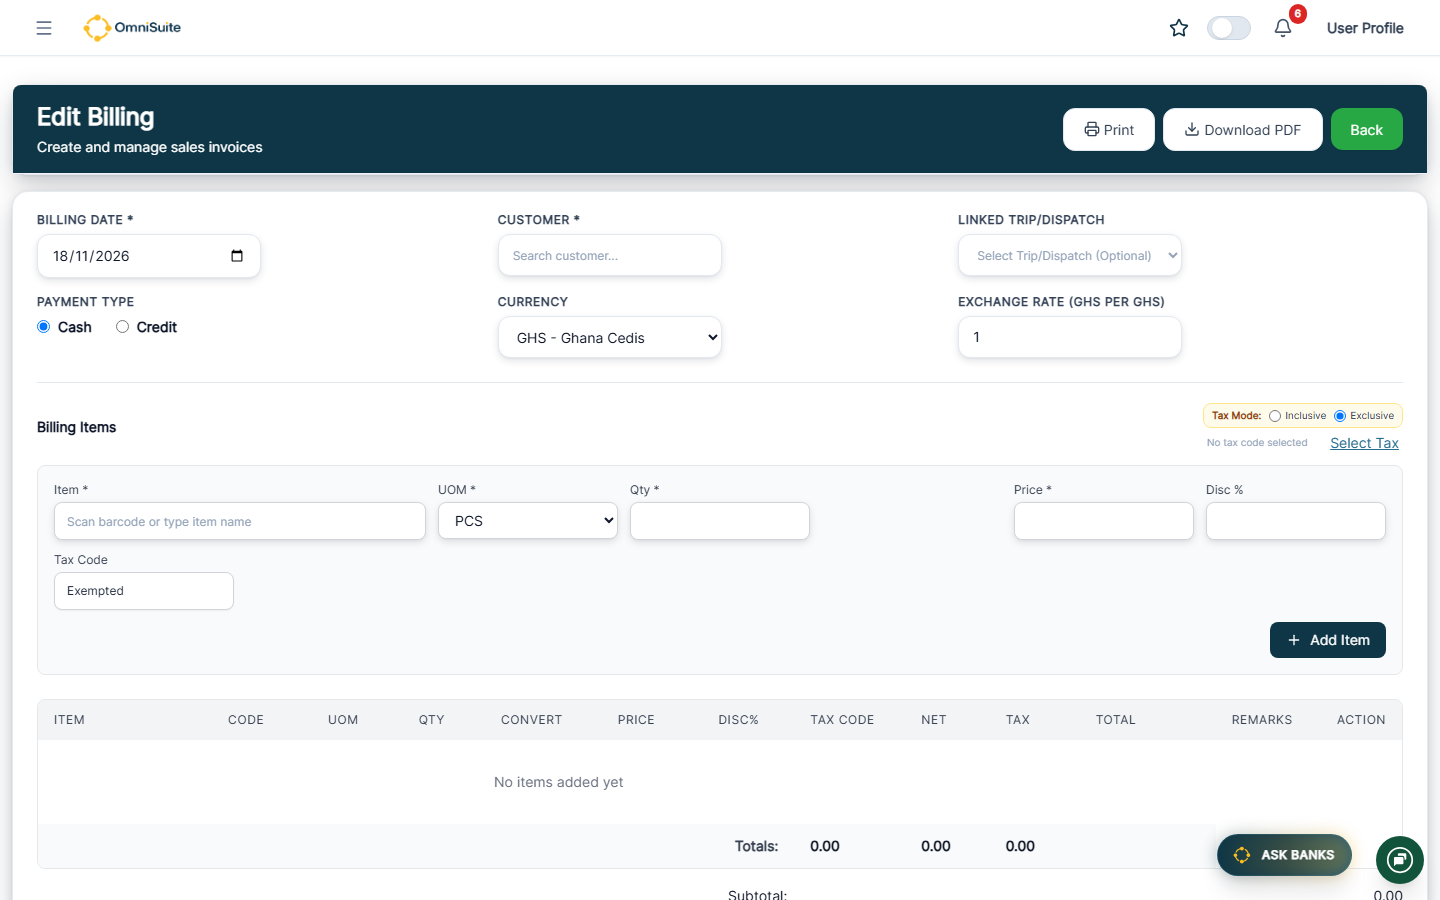 OmniSuite
6
User Profile
Edit Billing
Create and manage sales invoices
Print
Download PDF
Back
BILLING DATE *
CUSTOMER *
LINKED TRIP/DISPATCH
18/11/2026
Search customer...
Select Trip/Dispatch (Optional)
PAYMENT TYPE
CURRENCY
EXCHANGE RATE (GHS PER GHS)
Cash
Credit
GHS - Ghana Cedis
1
Billing Items
Tax Mode: Inclusive Exclusive
No tax code selected
Select Tax
Item *
UOM *
Qty *
Price *
Disc %
Scan barcode or type item name
PCS
Tax Code
Exempted
Add Item
ITEM CODE UOM QTY CONVERT PRICE DISC% TAX CODE NET TAX TOTAL REMARKS ACTION
No items added yet
Totals: 0.00 0.00 0.00
ASK BANKS
Subtotal: 0.00